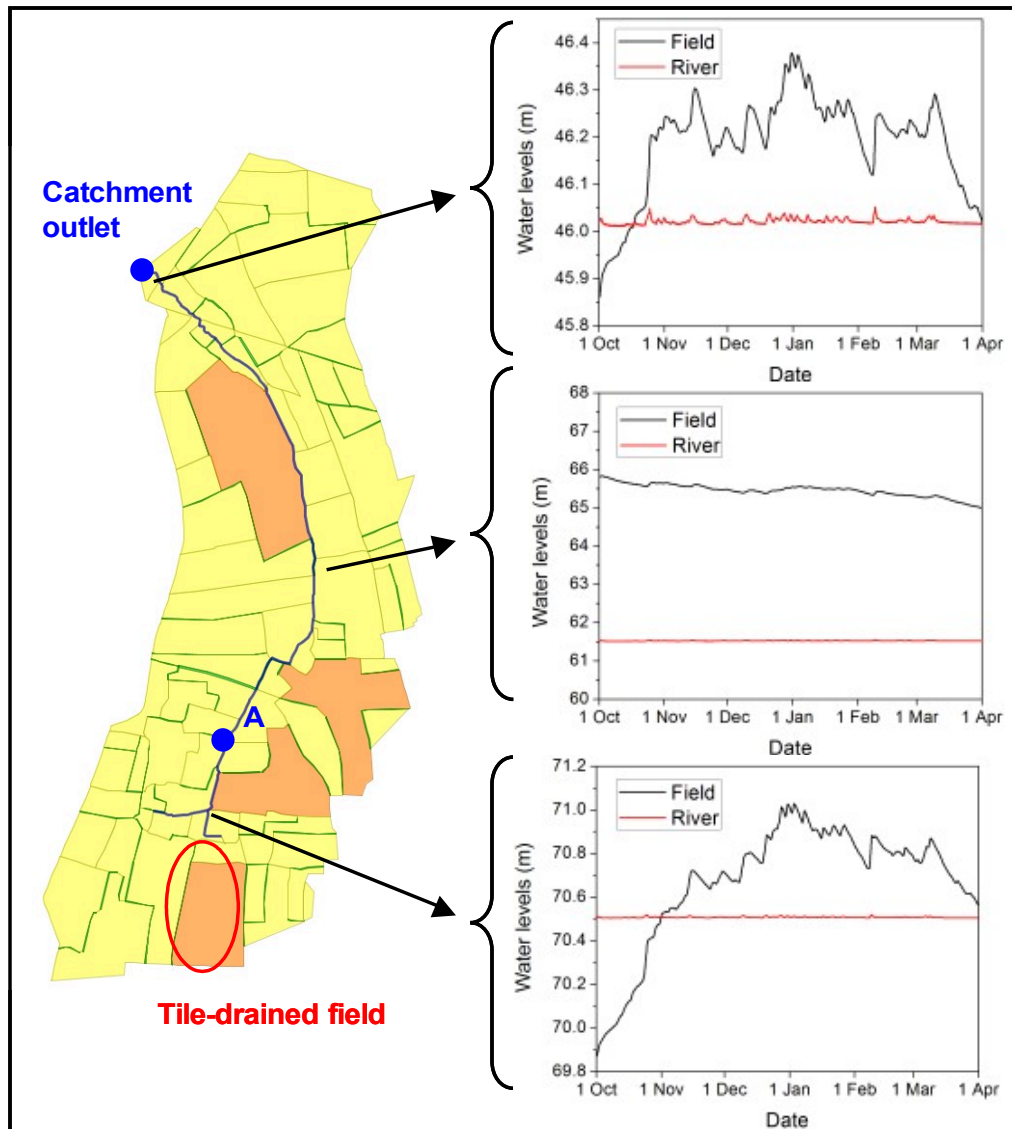 Catchment
outlet
A
Tile-drained field
46.4
46.3
46.2
46.1
46.0
45.9
45.8
Water levels (m)
Field
River
1 Oct
1 Nov
1 Dec
1 Jan
1 Feb
1 Mar
1 Apr
Date
68
67
66
65
64
63
62
61
60
Water levels (m)
Field
River
1 Oct
1 Nov
1 Dec
1 Jan
1 Feb
1 Mar
1 Apr
Date
71.2
71.0
70.8
70.6
70.4
70.2
70.0
69.8
Water levels (m)
Field
River
1 Oct
1 Nov
1 Dec
1 Jan
1 Feb
1 Mar
1 Apr
Date